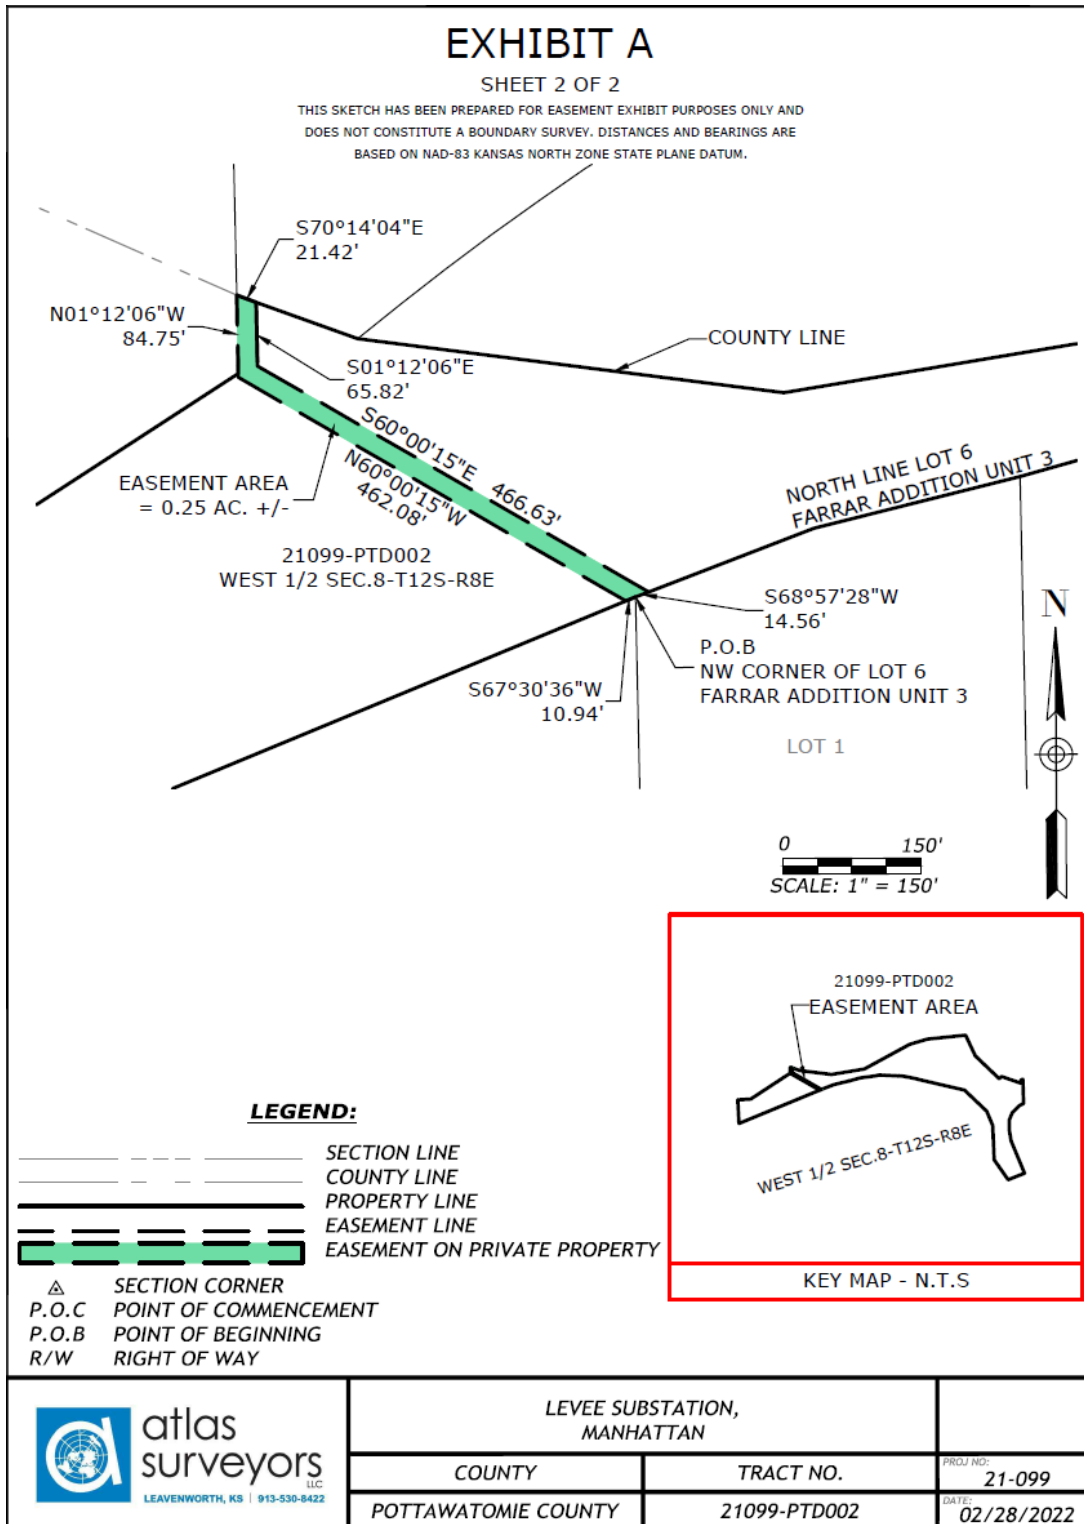 EXHIBIT A
SHEET 2 OF 2
THIS SKETCH HAS BEEN PREPARED FOR EASEMENT EXHIBIT PURPOSES ONLY AND
DOES NOT CONSTITUTE A BOUNDARY SURVEY. DISTANCES AND BEARINGS ARE
BASED ON NAD-83 KANSAS NORTH ZONE STATE PLANE DATUM.
S70°14'04"E
21.42'
N01°12'06"W
84.75'
COUNTY LINE
S01°12'06"E
65.82'
S60°00'15"E 466.63'
N60°00'15"W
462.08'
EASEMENT AREA
= 0.25 AC. +/-
NORTH LINE LOT 6
FARRAR ADDITION UNIT 3
21099-PTD002
WEST 1/2 SEC.8-T12S-R8E
S68°57'28"W
14.56'
P.O.B
NW CORNER OF LOT 6
FARRAR ADDITION UNIT 3
S67°30'36"W
10.94'
N
LOT 1
0 150'
SCALE: 1" = 150'
21099-PTD002
EASEMENT AREA
WEST 1/2 SEC.8-T12S-R8E
KEY MAP - N.T.S
LEGEND:
SECTION LINE
COUNTY LINE
PROPERTY LINE
EASEMENT LINE
EASEMENT ON PRIVATE PROPERTY
SECTION CORNER
P.O.C POINT OF COMMENCEMENT
P.O.B POINT OF BEGINNING
R/W RIGHT OF WAY
atlas
surveyors
LLC
LEAVENWORTH, KS | 913-530-8422
LEVEE SUBSTATION,
MANHATTAN
COUNTY TRACT NO. PROJ NO: 21-099
POTTAWATOMIE COUNTY 21099-PTD002 DATE: 02/28/2022